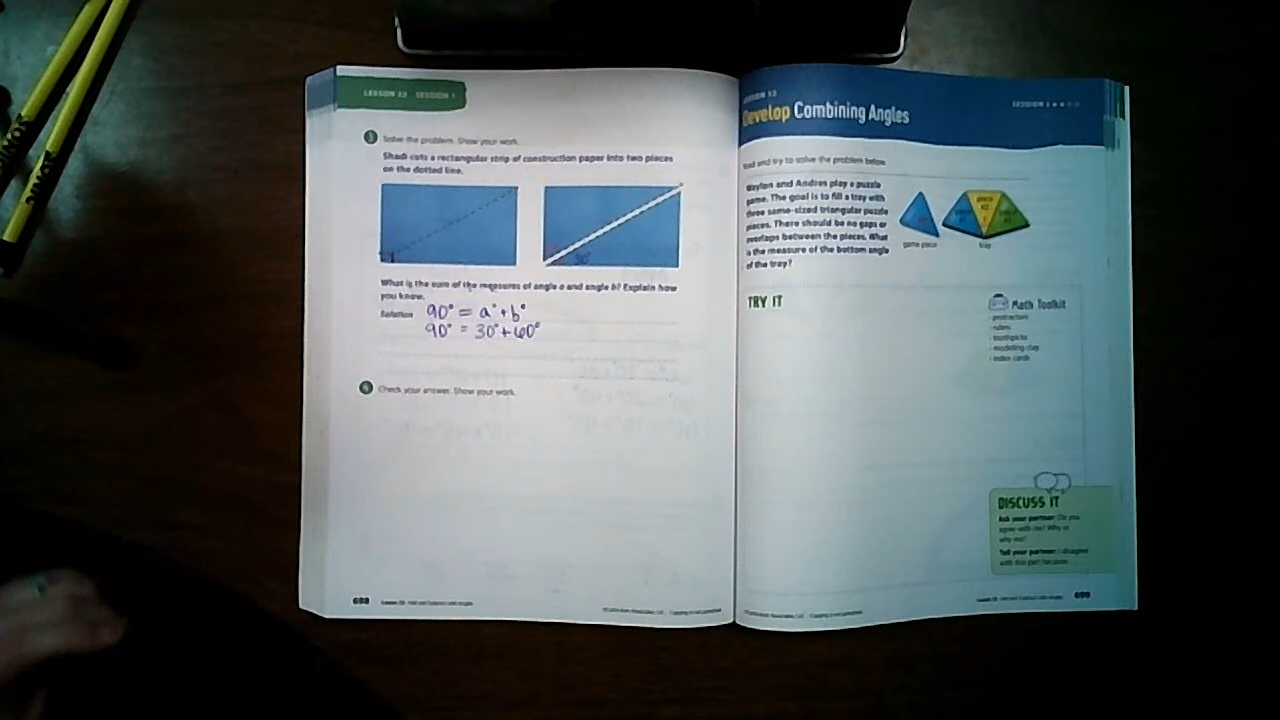 LESSON 32 SESSION 1
3 Solve the problem. Show your work.
Shadi cuts a rectangular strip of construction paper into two pieces
on the dotted line.
30°
What is the sum of the measures of angle a and angle b? Explain how
you know.
Solution 90° = a° + b°
90° = 30° + 60°
4 Check your answer. Show your work.
698
Develop Combining Angles
SESSION
Read and try to solve the problem below.
Waylon and Andres play a puzzle
game. The goal is to fill a tray with
three same-sized triangular puzzle
pieces. There should be no gaps or
overlaps between the pieces. What
is the measure of the bottom angle
of the tray?
game piece
tray
TRY IT
Math Toolkit
· protractors
· rulers
· toothpicks
· modeling clay
· index cards
DISCUSS IT
Ask your partner: Do you
agree with me? Why or
why not?
Tell your partner: I disagree
with this part because
699